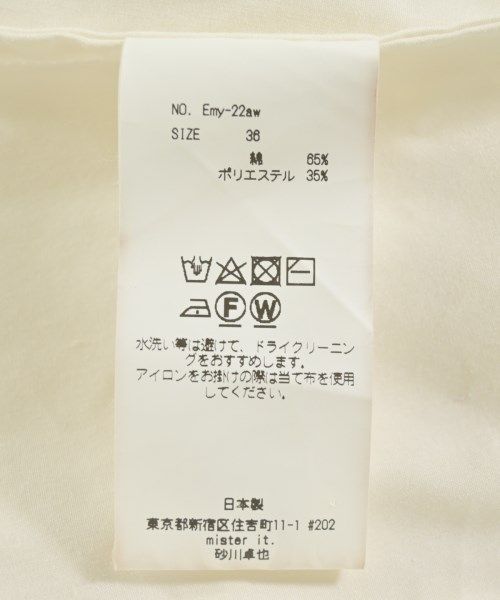 NO. Emy-22aw
SIZE 36
綿 65%
ポリエステル 35%
F W
水洗い等は避けて、ドライクリーニン
グをおすすめします。
アイロンをお掛けの際は当て布を使用
してください。
日本製
東京都新宿区住吉町11-1 #202
mister it.
砂川卓也